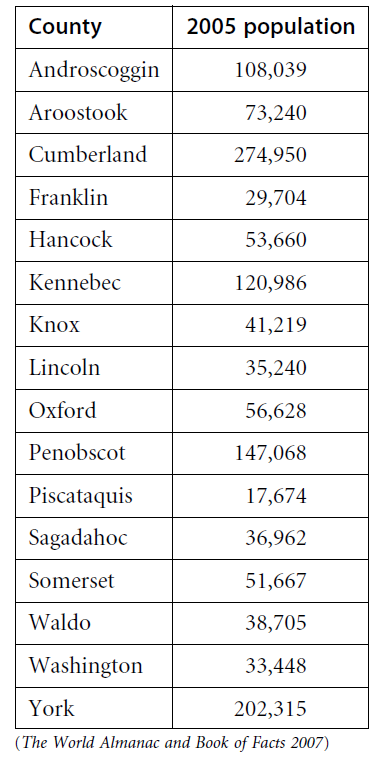 County 2005 population
Androscoggin 108,039
Aroostook 73,240
Cumberland 274,950
Franklin 29,704
Hancock 53,660
Kennebec 120,986
Knox 41,219
Lincoln 35,240
Oxford 56,628
Penobscot 147,068
Piscataquis 17,674
Sagadahoc 36,962
Somerset 51,667
Waldo 38,705
Washington 33,448
York 202,315
(The World Almanac and Book of Facts 2007)